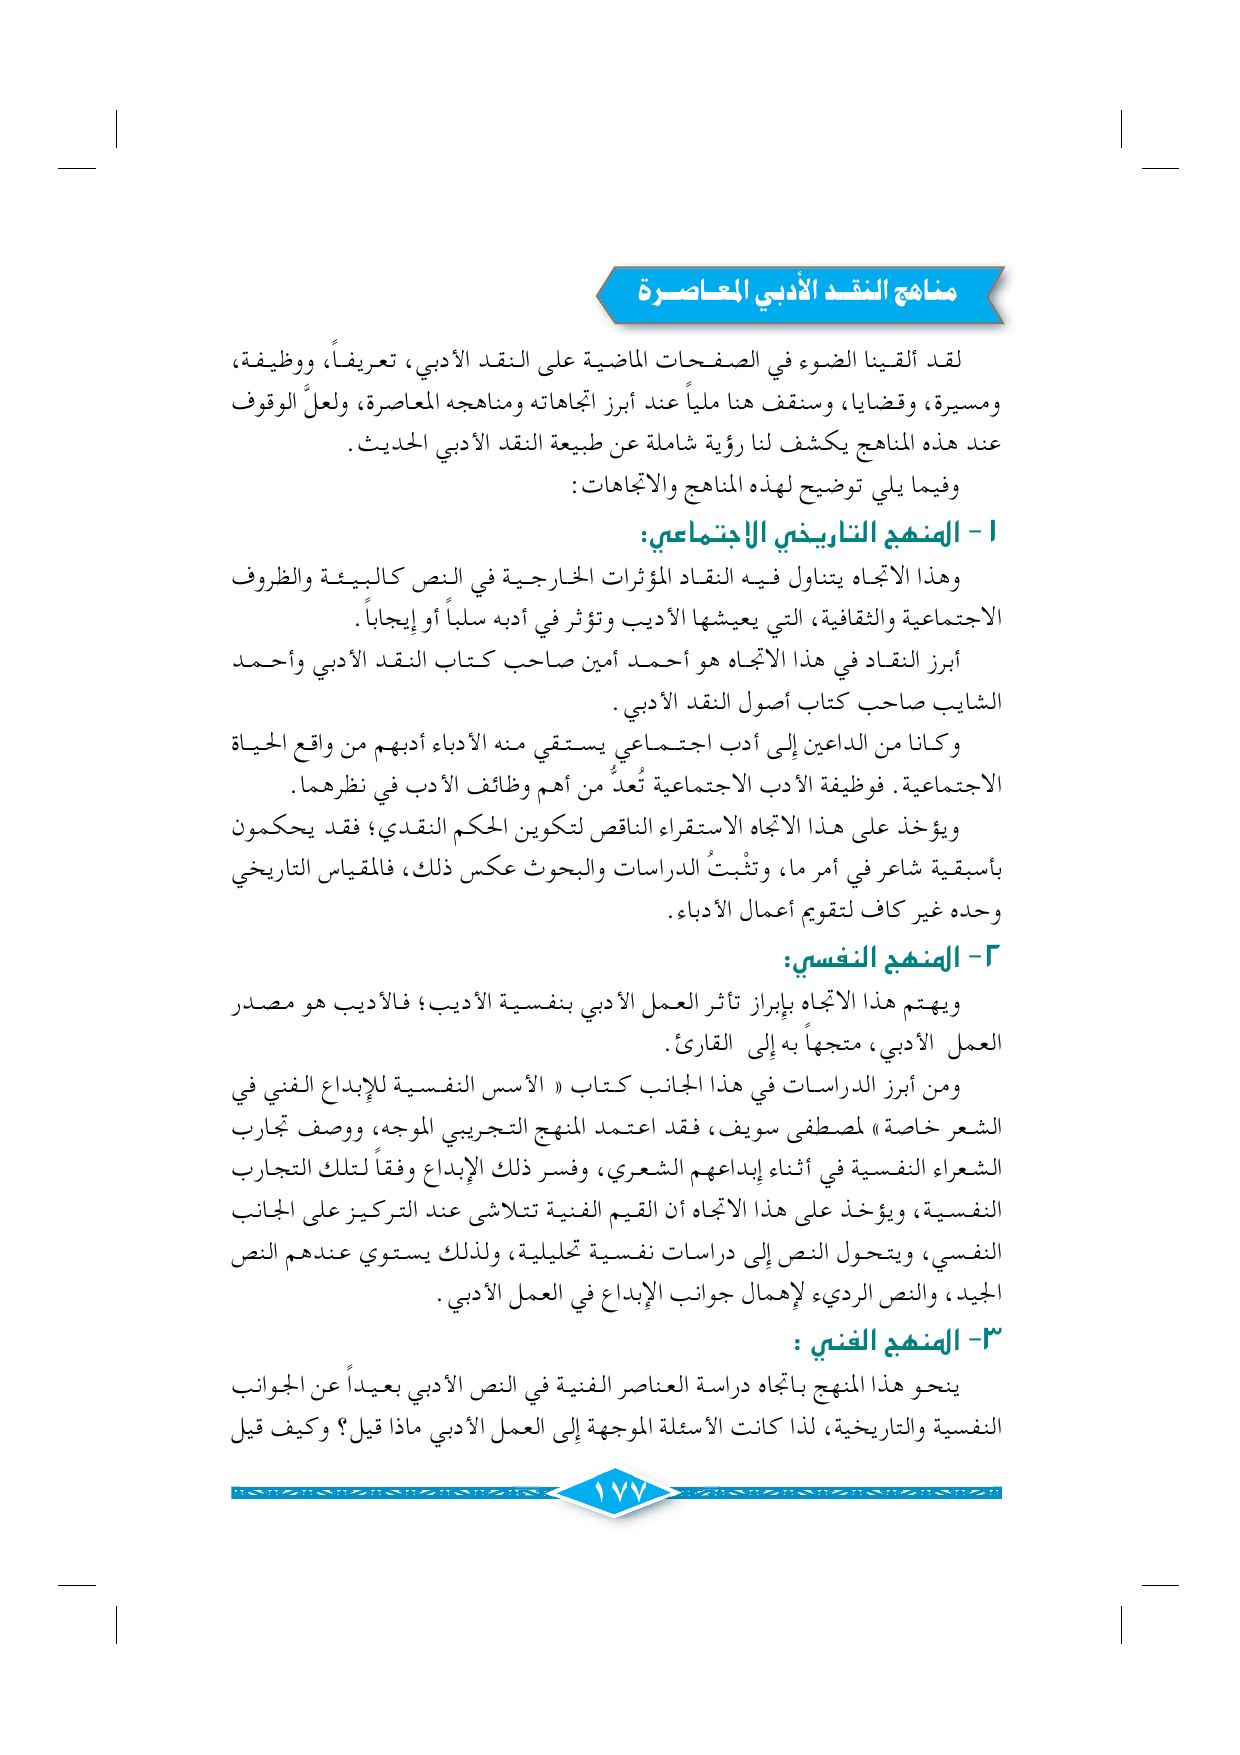 مناهج النقد الأدبي المعاصرة
لقد ألقينا الضوء في الصفحات الماضية على النقد الأدبي، تعريفاً، ووظيفة،
ومسيرة، وقضايا، وسنقف هنا ملياً عند أبرز اتجاهاته ومناهجه المعاصرة، ولعلَّ الوقوف
عند هذه المناهج يكشف لنا رؤية شاملة عن طبيعة النقد الأدبي الحديث.
وفيما يلي توضيح لهذه المناهج والاتجاهات:
١- المنهج التاريخي الاجتماعي:
وهذا الاتجاه يتناول فيه النقاد المؤثرات الخارجية في النص كالبيئة والظروف
الاجتماعية والثقافية، التي يعيشها الأديب وتؤثر في أدبه سلباً أو إيجاباً.
أبرز النقاد في هذا الاتجاه هو أحمد أمين صاحب كتاب النقد الأدبي وأحمد
الشايب صاحب كتاب أصول النقد الأدبي.
وكانا من الداعين إلى أدب اجتماعي يستقي منه الأدباء أدبهم من واقع الحياة
الاجتماعية. فوظيفة الأدب الاجتماعية تُعدُّ من أهم وظائف الأدب في نظرهما.
ويؤخذ على هذا الاتجاه الاستقراء الناقص لتكوين الحكم النقدي؛ فقد يحكمون
بأسبقية شاعر في أمر ما، وتثْبتُ الدراسات والبحوث عكس ذلك، فالمقياس التاريخي
وحده غير كاف لتقويم أعمال الأدباء.
٢- المنهج النفسي:
ويهتم هذا الاتجاه بإبراز تأثر العمل الأدبي بنفسية الأديب؛ فالأديب هو مصدر
العمل الأدبي، متجهاً به إلى القارئ.
ومن أبرز الدراسات في هذا الجانب كتاب « الأسس النفسية للإبداع الفني في
الشعر خاصة» لمصطفى سويف، فقد اعتمد المنهج التجريبي الموجه، ووصف تجارب
الشعراء النفسية في أثناء إبداعهم الشعري، وفسر ذلك الإبداع وفقاً لتلك التجارب
النفسية، ويؤخذ على هذا الاتجاه أن القيم الفنية تتلاشى عند التركيز على الجانب
النفسي، ويتحول النص إلى دراسات نفسية تحليلية، ولذلك يستوي عندهم النص
الجيد، والنص الرديء لإهمال جوانب الإبداع في العمل الأدبي.
٣- المنهج الفني :
ينحو هذا المنهج باتجاه دراسة العناصر الفنية في النص الأدبي بعيداً عن الجوانب
النفسية والتاريخية، لذا كانت الأسئلة الموجهة إلى العمل الأدبي ماذا قيل؟ وكيف قيل
١٧٧